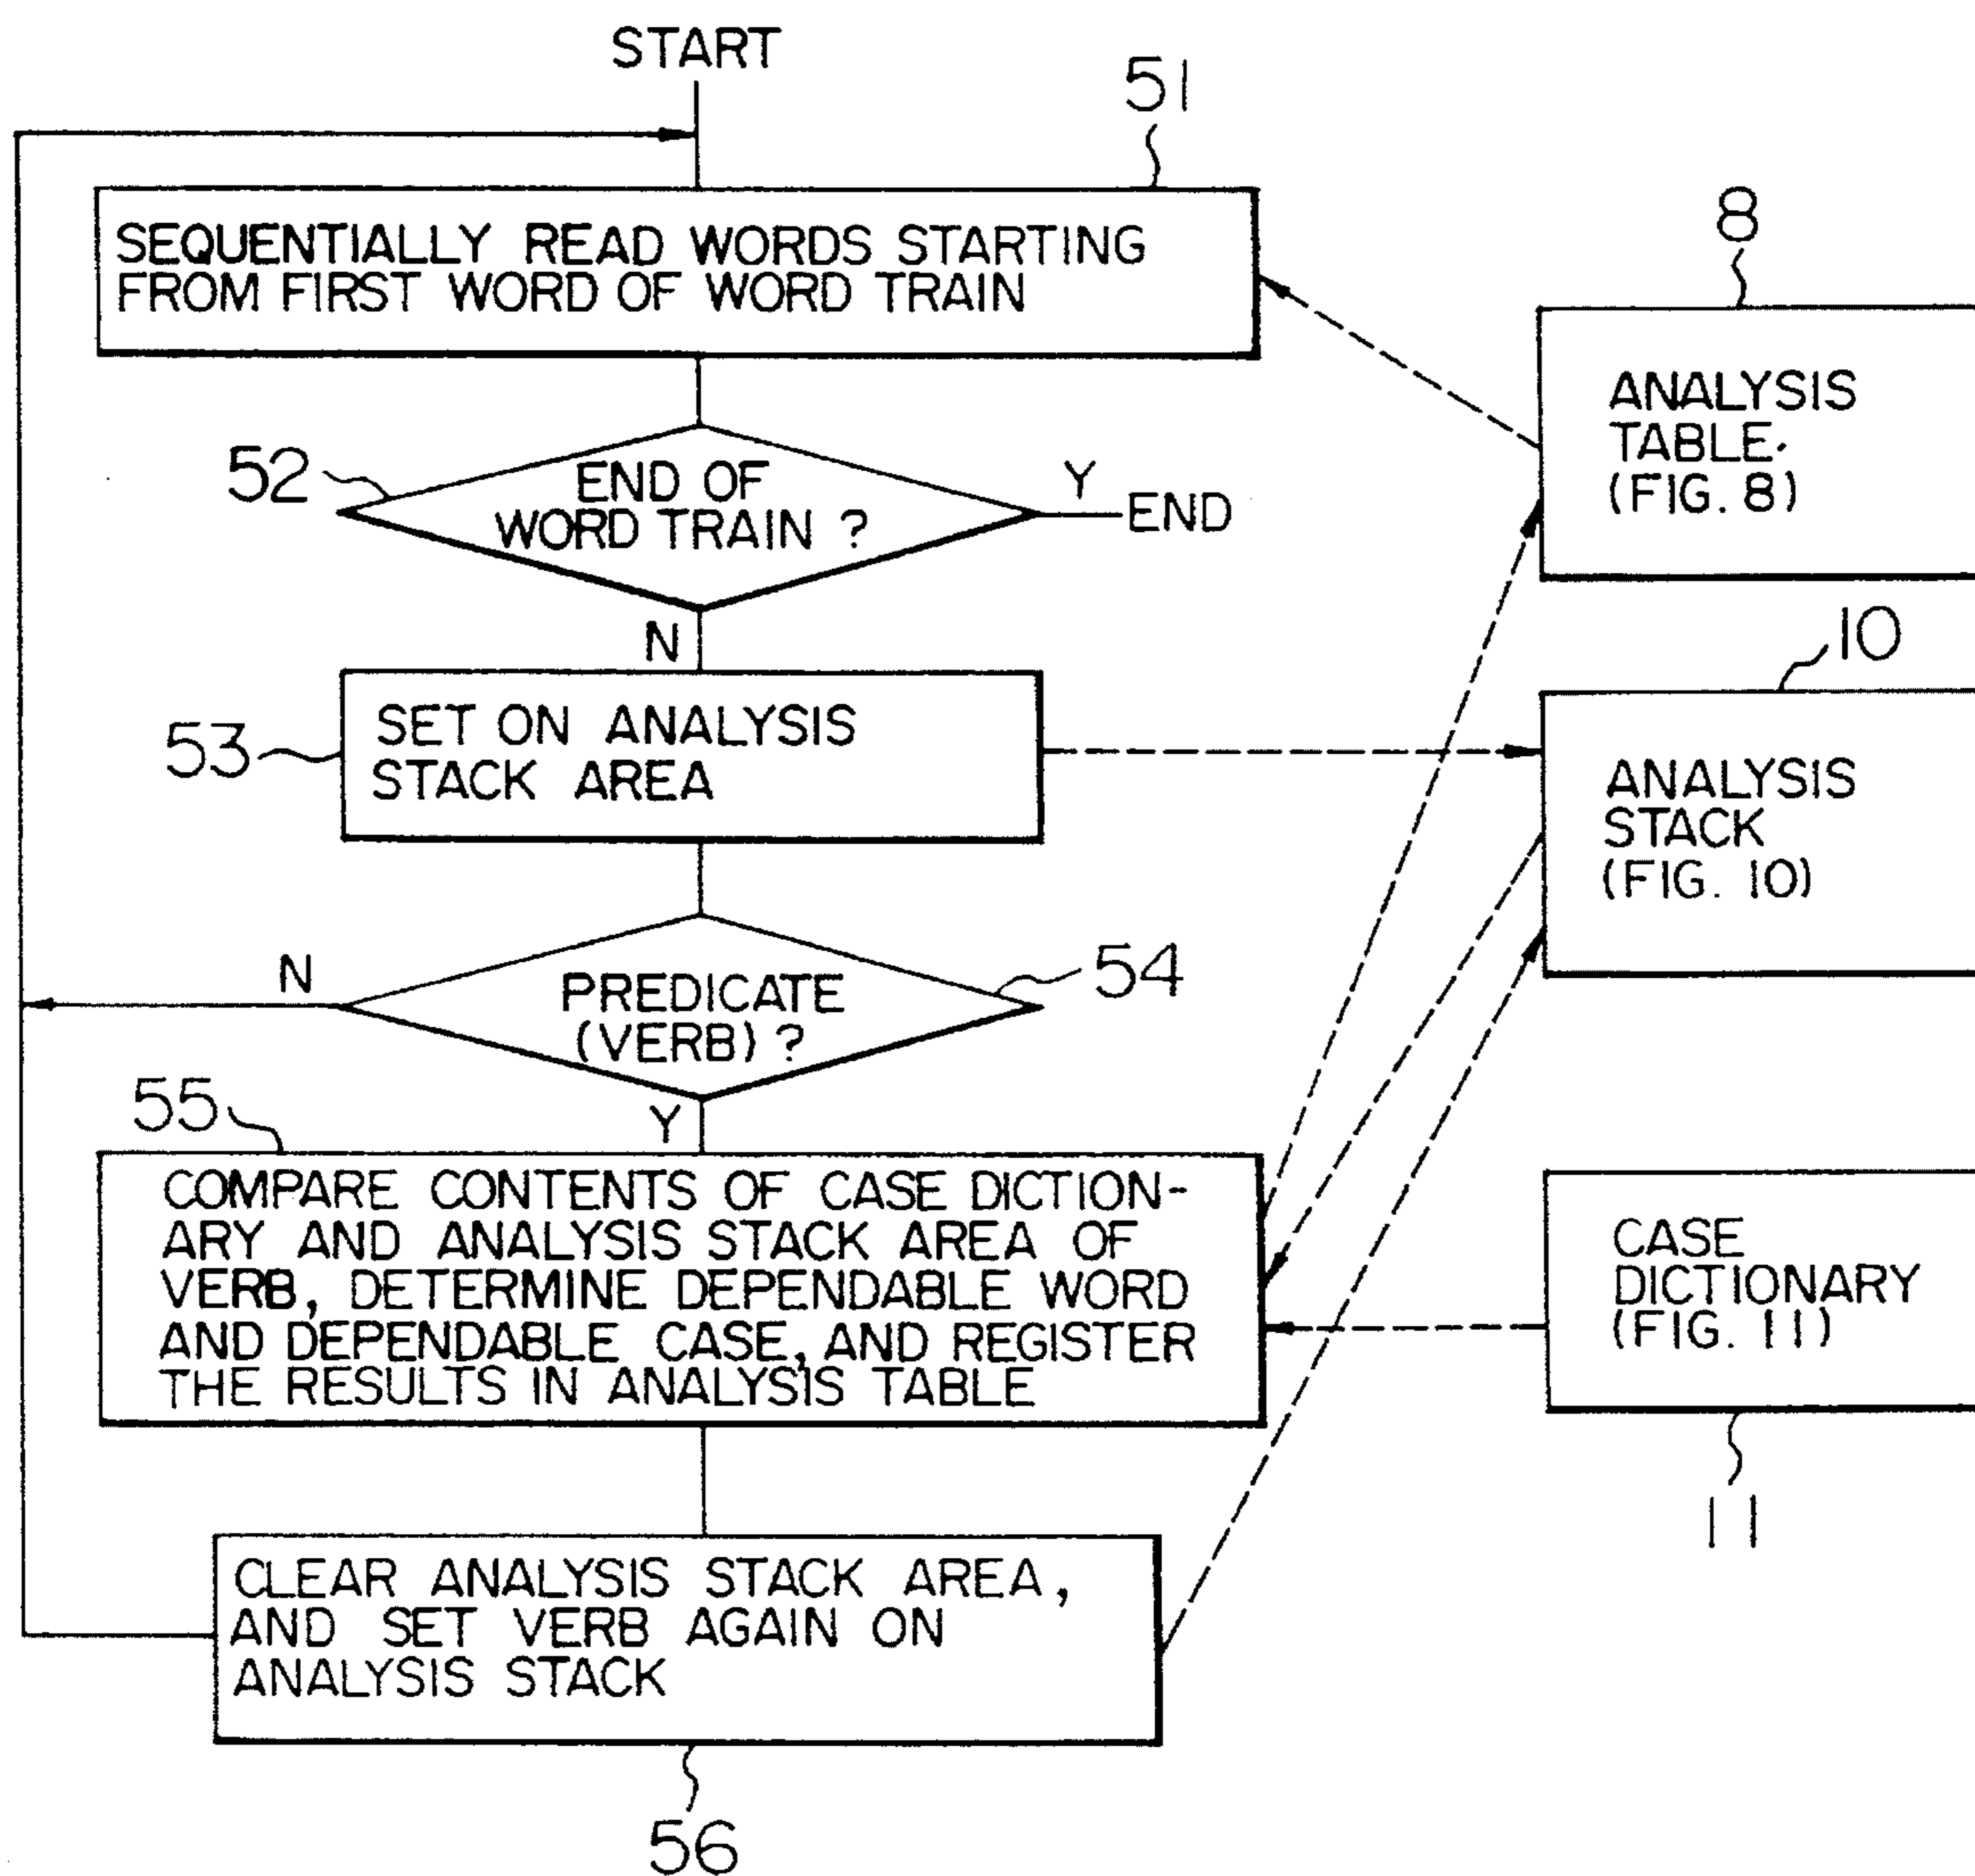 START
51
SEQUENTIALLY READ WORDS STARTING
FROM FIRST WORD OF WORD TRAIN
8
ANALYSIS
TABLE
(FIG. 8)
52
END OF
WORD TRAIN ?
Y
END
N
10
53
SET ON ANALYSIS
STACK AREA
ANALYSIS
STACK
(FIG. 10)
N
PREDICATE
(VERB) ?
54
Y
55
COMPARE CONTENTS OF CASE DICTION-
ARY AND ANALYSIS STACK AREA OF
VERB, DETERMINE DEPENDABLE WORD
AND DEPENDABLE CASE, AND REGISTER
THE RESULTS IN ANALYSIS TABLE
CASE
DICTIONARY
(FIG. 11)
11
CLEAR ANALYSIS STACK AREA,
AND SET VERB AGAIN ON
ANALYSIS STACK
56